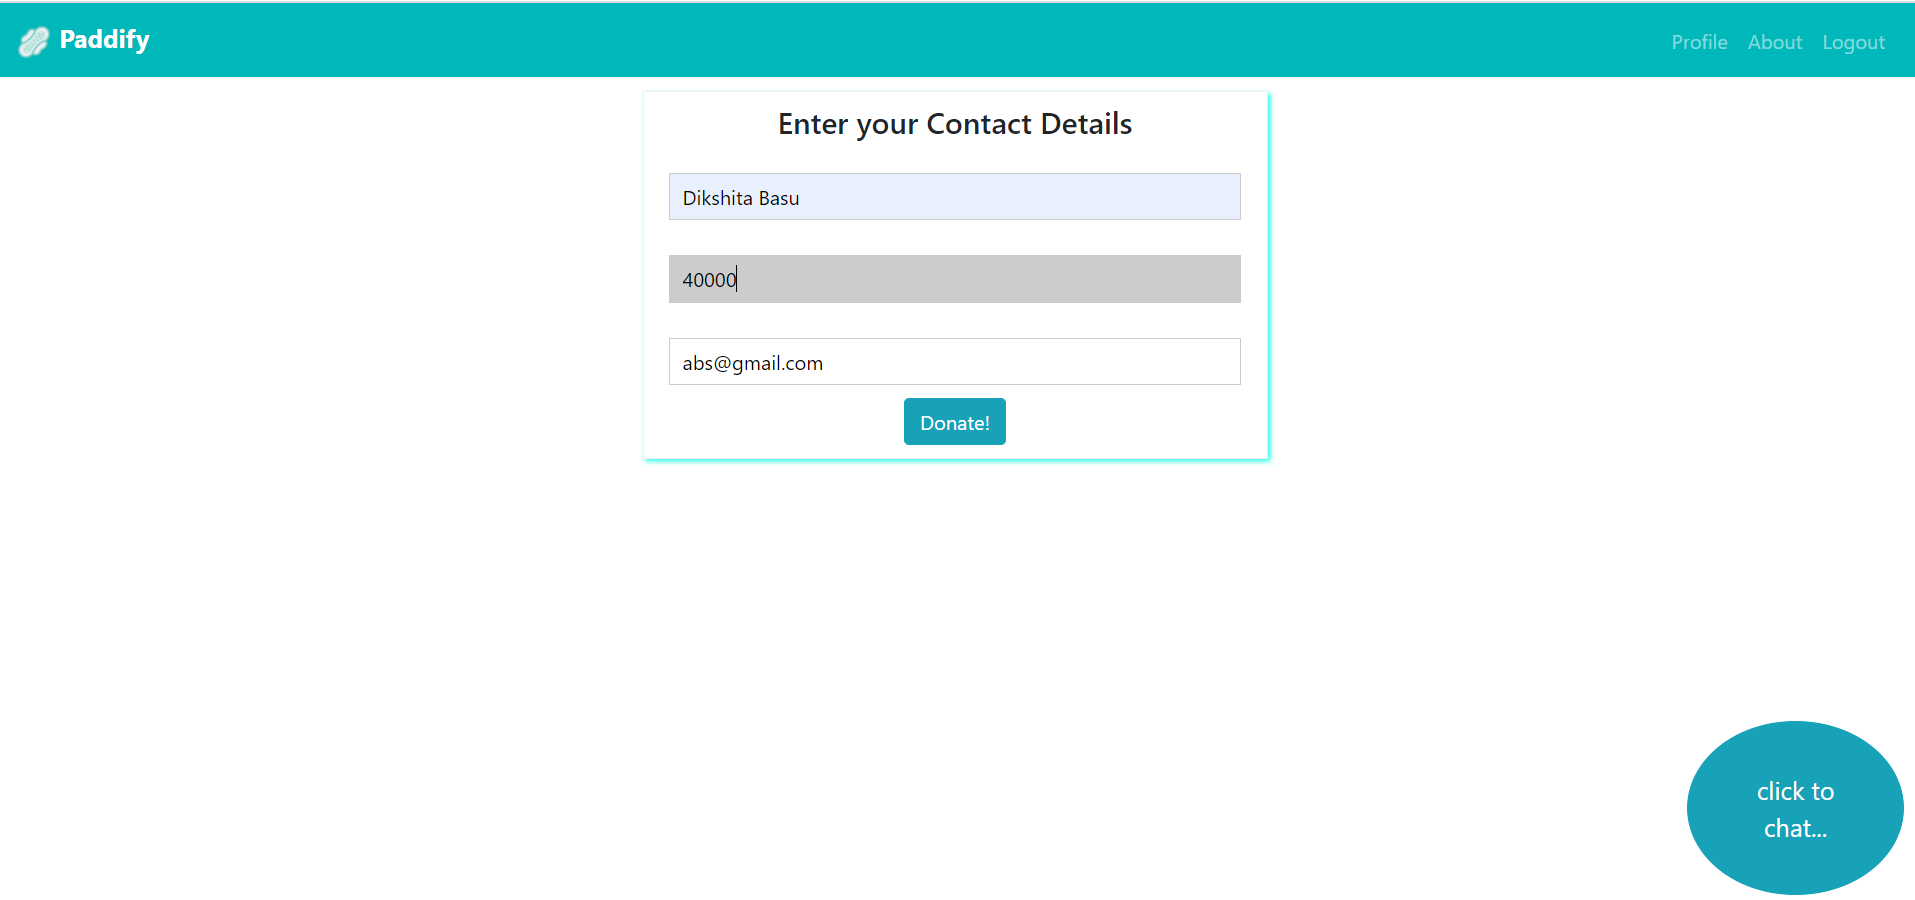 Paddify
Profile About Logout
Enter your Contact Details
Dikshita Basu
40000
abs@gmail.com
Donate!
click to
chat...